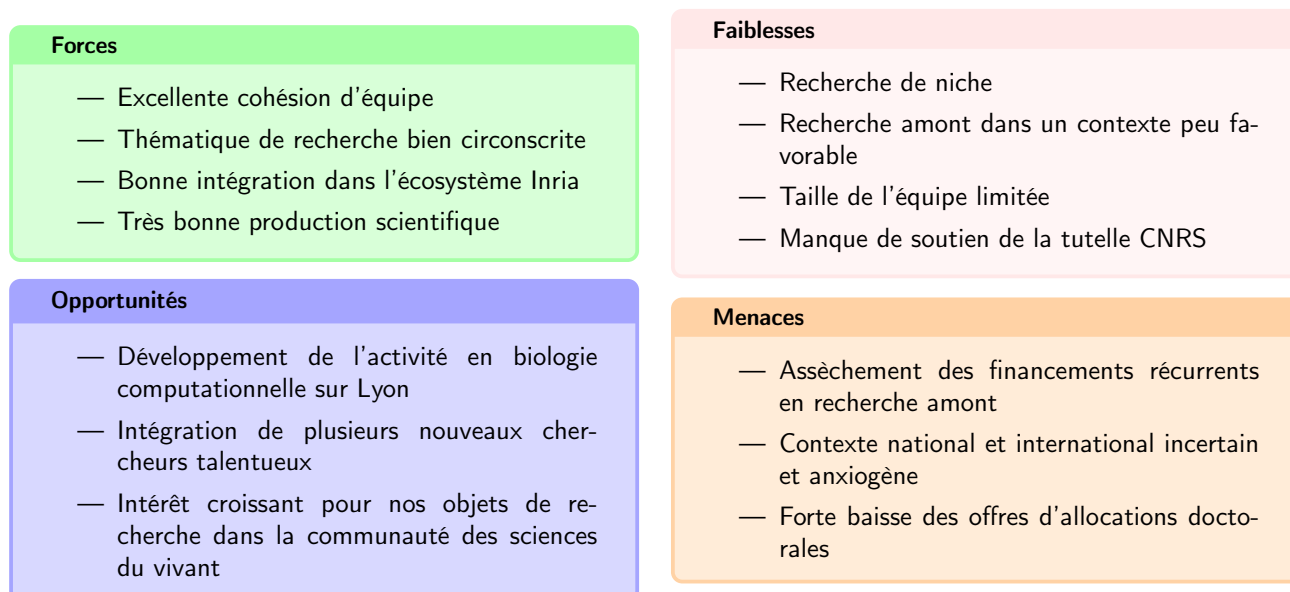 Forces
— Excellente cohésion d'équipe
— Thématique de recherche bien circonscrite
— Bonne intégration dans l'écosystème Inria
— Très bonne production scientifique
Faiblesses
— Recherche de niche
— Recherche amont dans un contexte peu fa-
vorable
— Taille de l'équipe limitée
— Manque de soutien de la tutelle CNRS
Opportunités
— Développement de l'activité en biologie
computationnelle sur Lyon
— Intégration de plusieurs nouveaux cher-
cheurs talentueux
— Intérêt croissant pour nos objets de re-
cherche dans la communauté des sciences
du vivant
Menaces
— Assèchement des financements récurrents
en recherche amont
— Contexte national et international incertain
et anxiogène
— Forte baisse des offres d'allocations docto-
rales